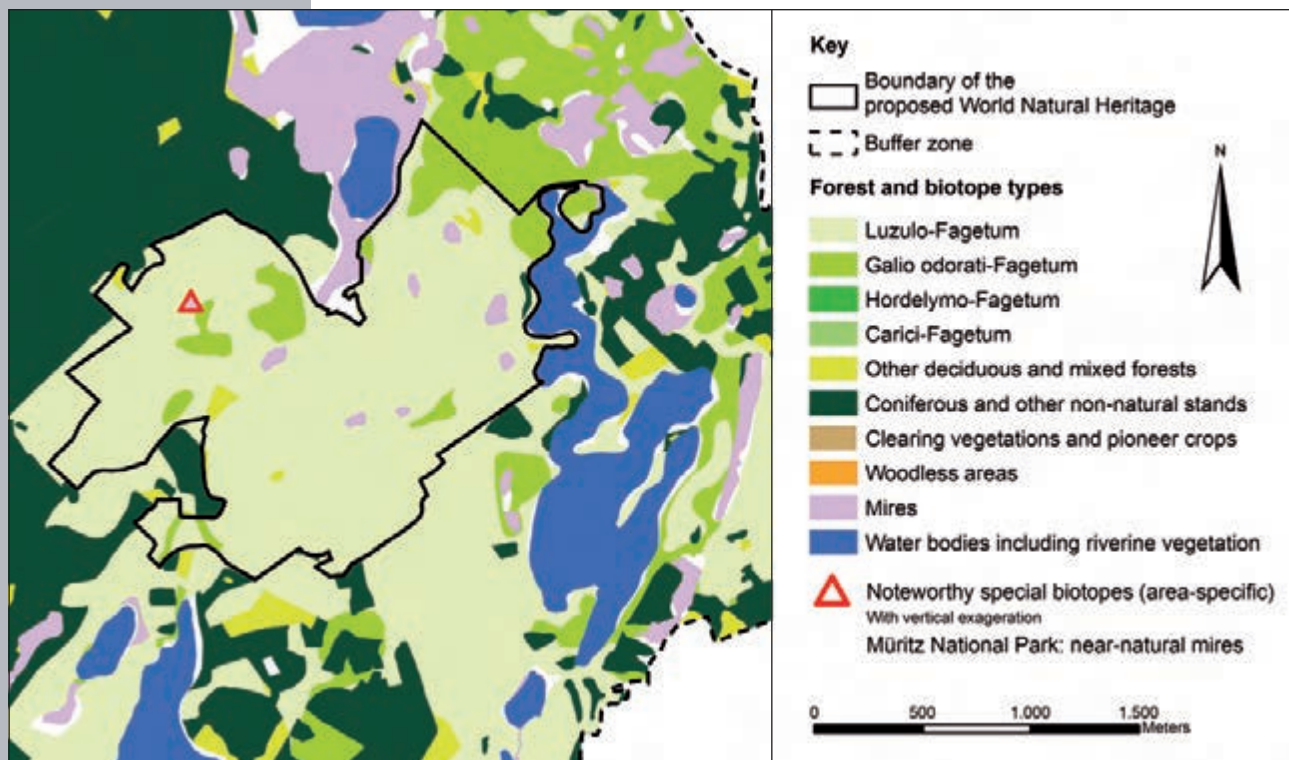 Key
Boundary of the
proposed World Natural Heritage
Buffer zone
N
Forest and biotope types
Luzulo-Fagetum
Galio odorati-Fagetum
Hordelymo-Fagetum
Carici-Fagetum
Other deciduous and mixed forests
Coniferous and other non-natural stands
Clearing vegetations and pioneer crops
Woodless areas
Mires
Water bodies including riverine vegetation
Noteworthy special biotopes (area-specific)
With vertical exageration
Müritz National Park: near-natural mires
0 500 1.000 1.500
Meters